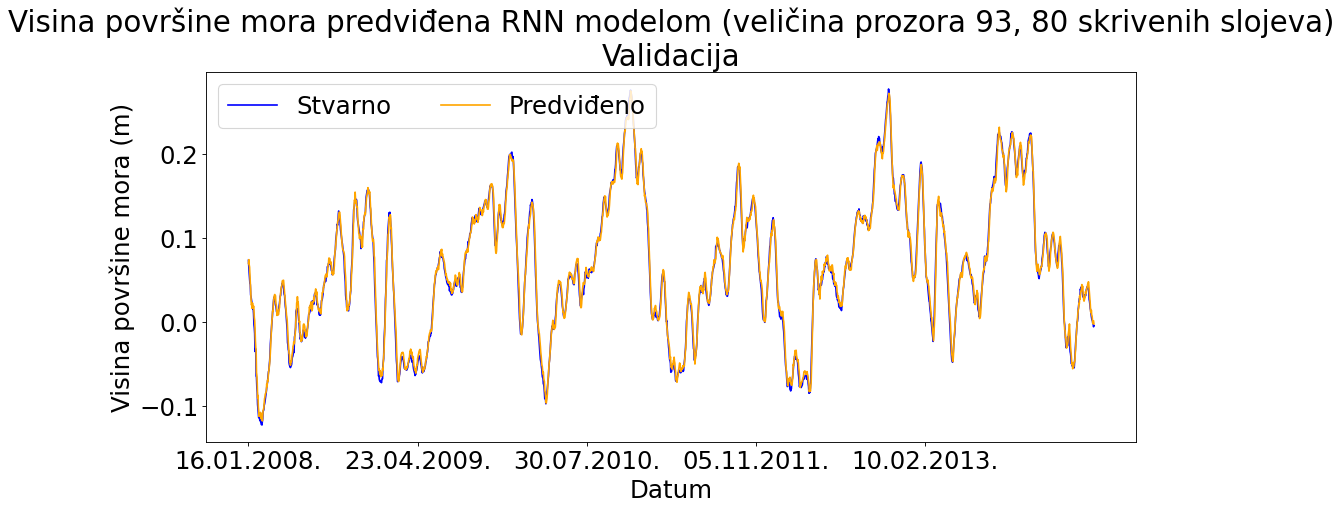 Visina površine mora predviđena RNN modelom (veličina prozora 93, 80 skrivenih slojeva)
Validacija
Stvarno Predviđeno
Visina površine mora (m)
0.2
0.1
0.0
−0.1
16.01.2008. 23.04.2009. 30.07.2010. 05.11.2011. 10.02.2013.
Datum